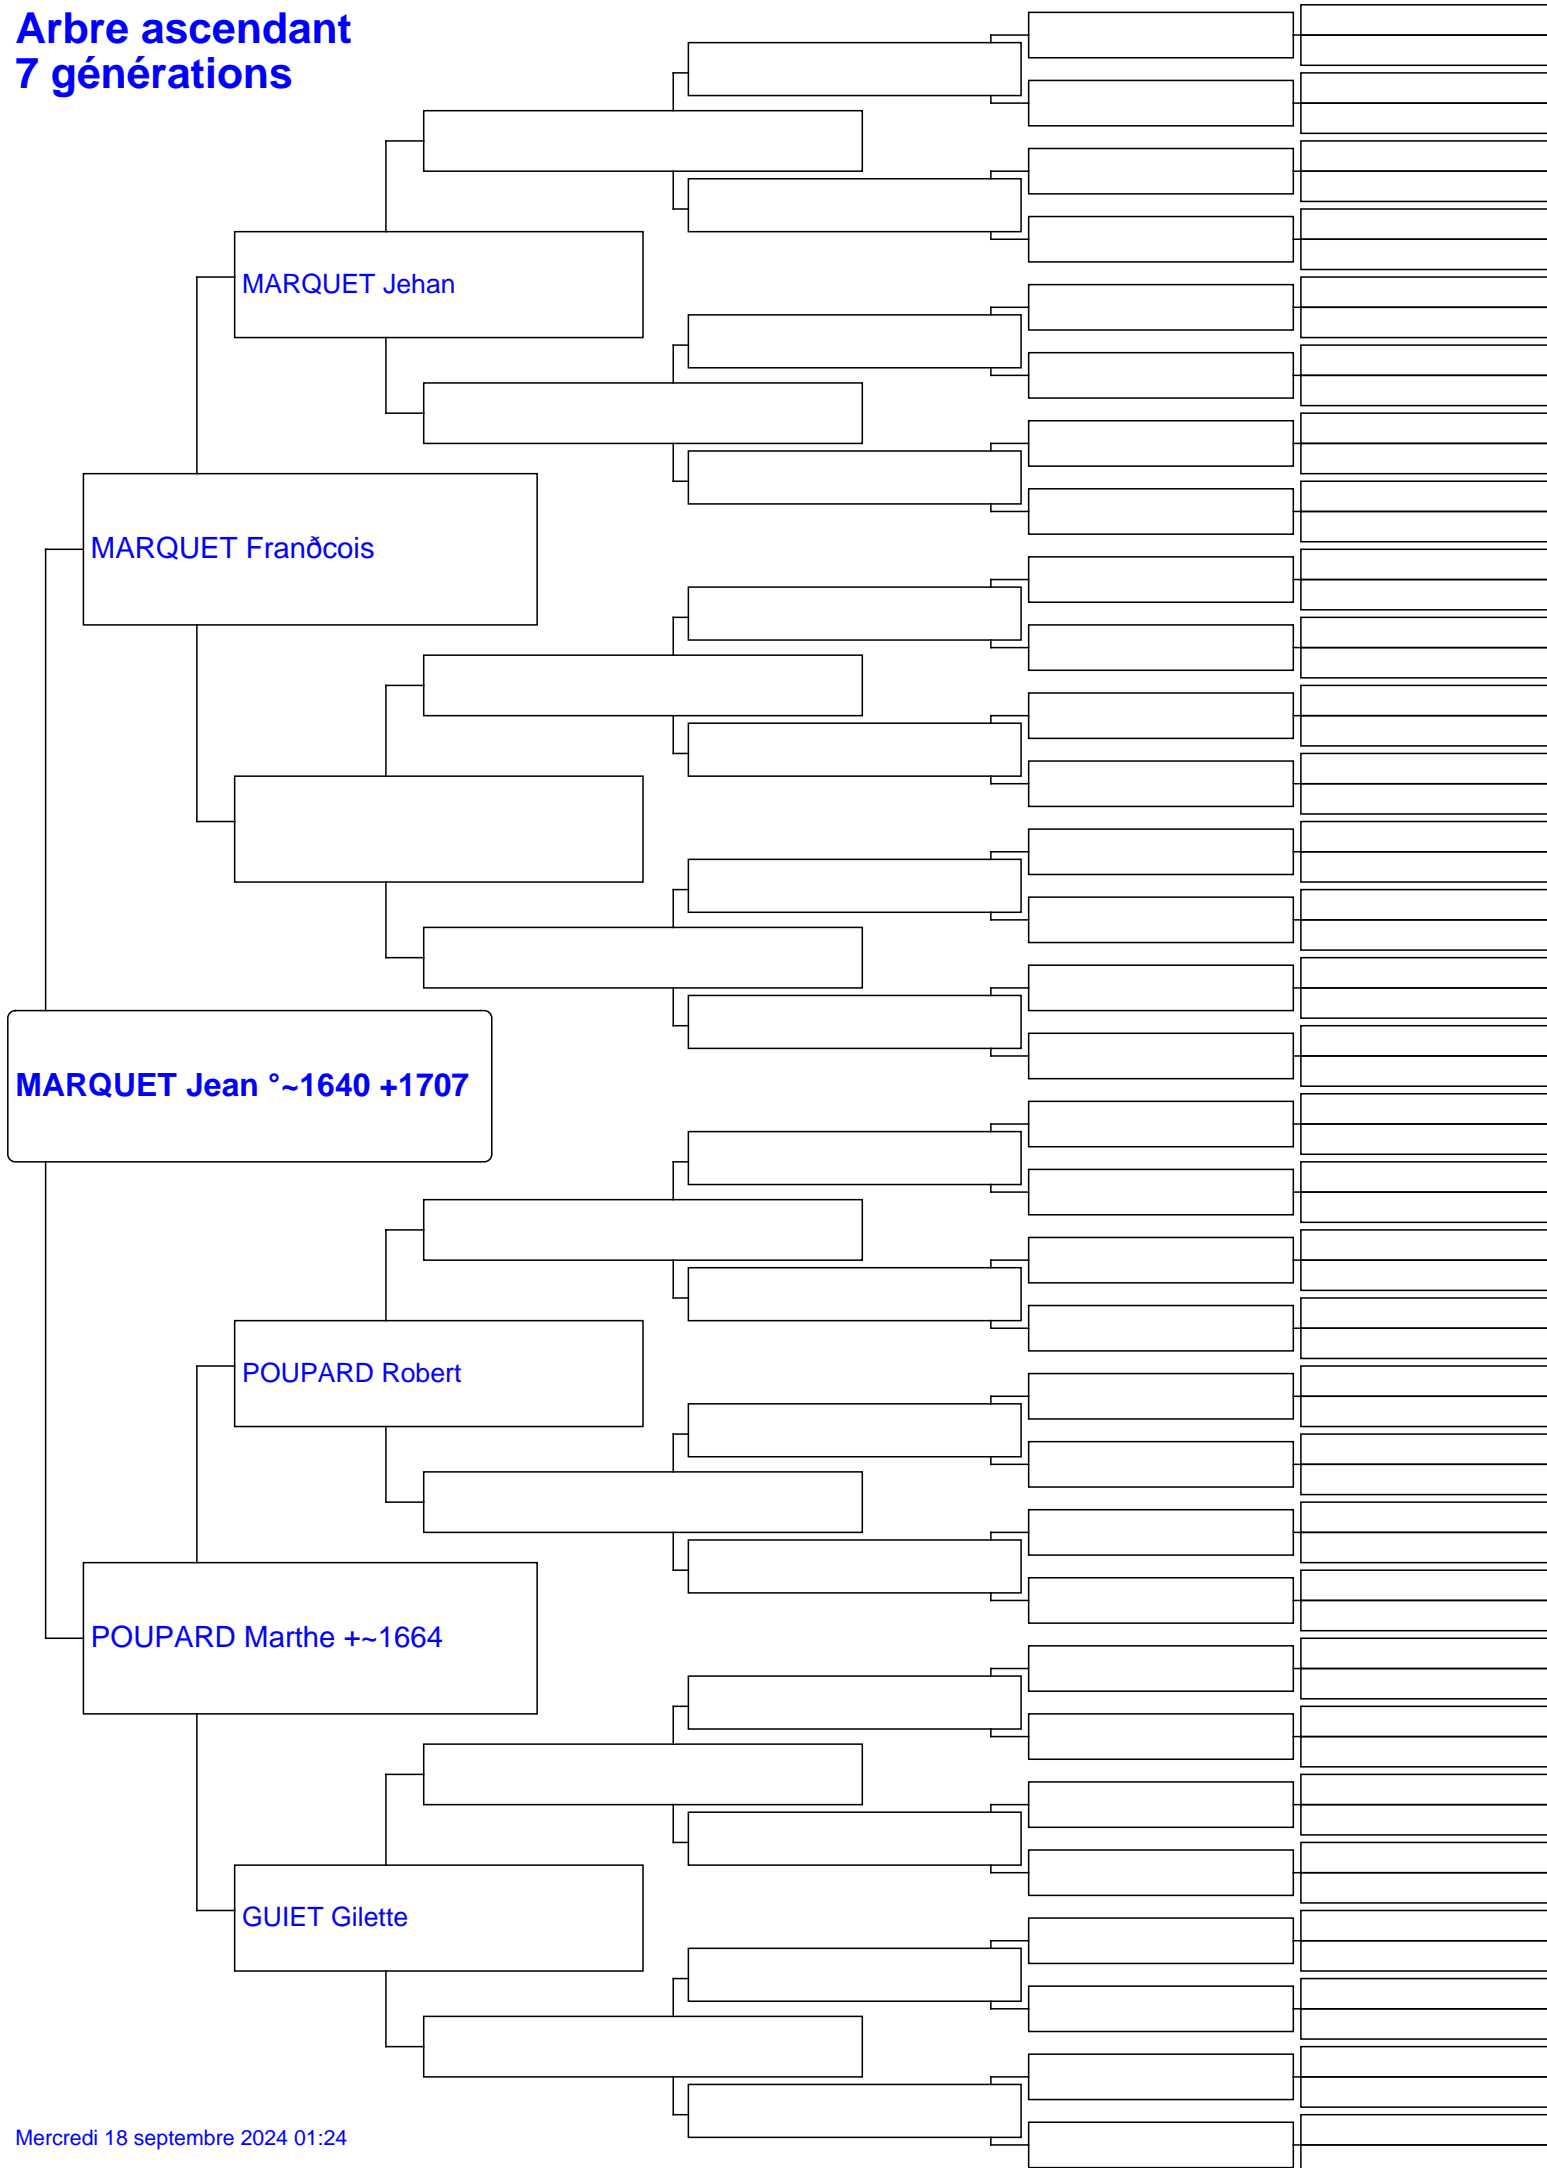 Arbre ascendant
7 générations
MARQUET Jehan
MARQUET Franðcois
MARQUET Jean °~1640 +1707
POUPARD Robert
POUPARD Marthe +~1664
GUIET Gilette
Mercredi 18 septembre 2024 01:24